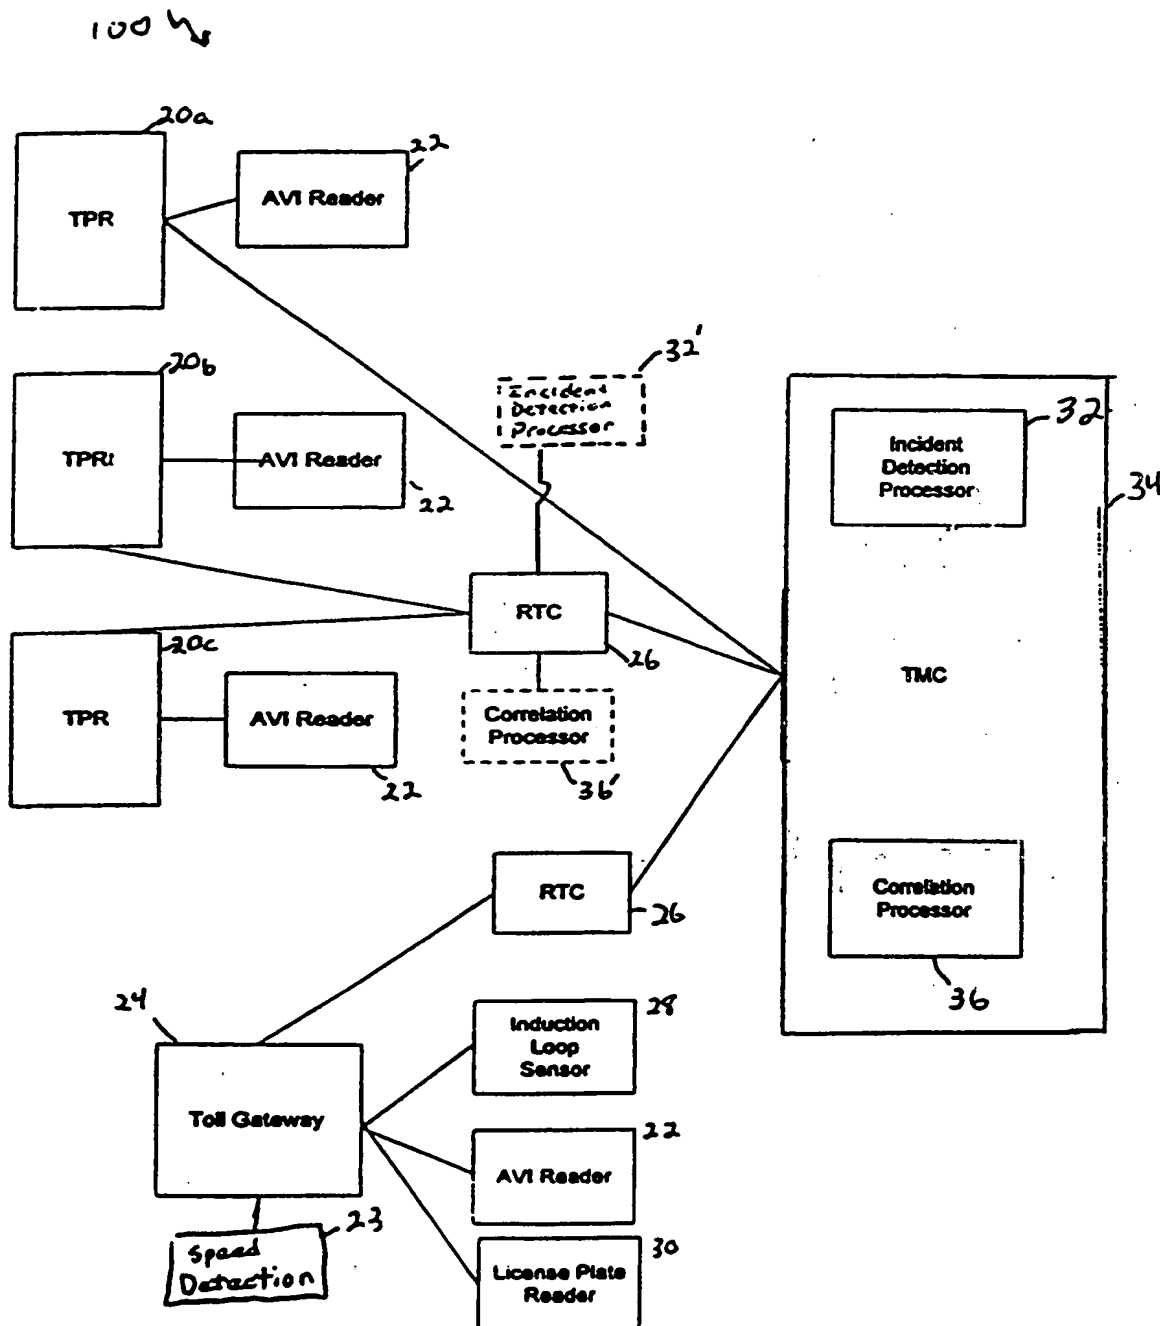 100
20a
22
TPR
AVI Reader
20b
32'
Incident
Detection
Processor
32
Incident
Detection
Processor
34
TPR
AVI Reader
22
RTC
26
20c
TMC
TPR
AVI Reader
22
Correlation
Processor
36'
RTC
26
Correlation
Processor
36
24
28
Induction
Loop
Sensor
Toll Gateway
22
AVI Reader
23
Speed
Detection
30
License Plate
Reader